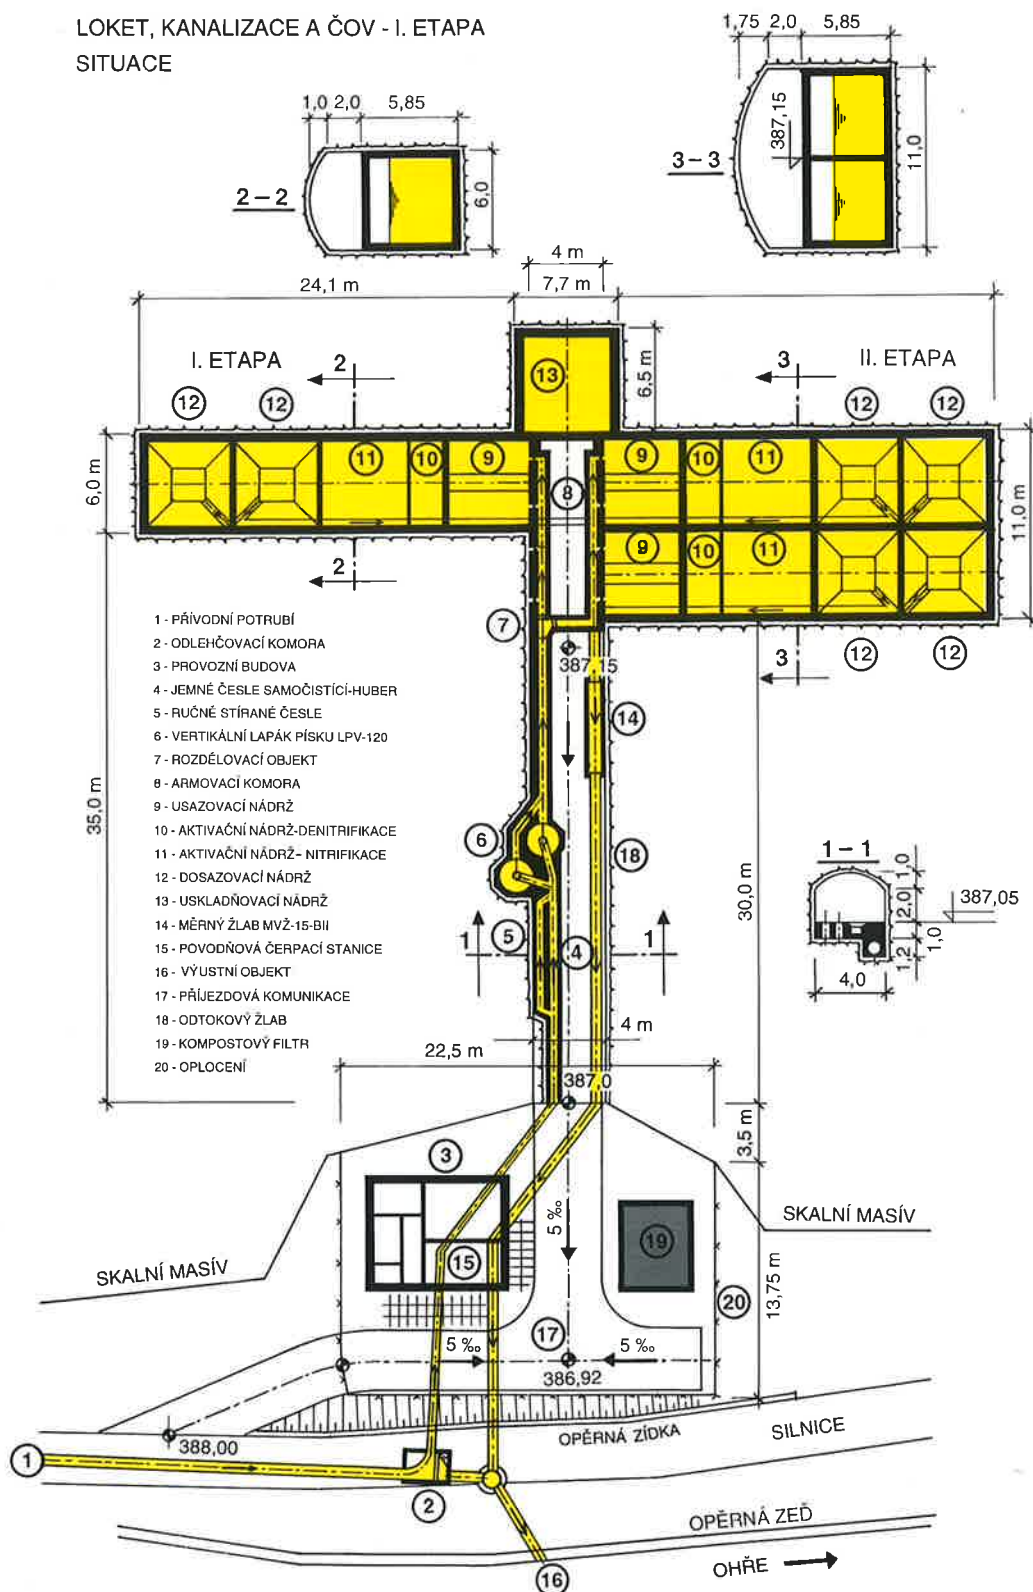 LOKET, KANALIZACE A ČOV - I. ETAPA
SITUACE
1,75 2,0 5,85
387,15
3 – 3
11,0
1,0 2,0 5,85
2 – 2
6,0
4 m
24,1 m 7,7 m
6,5 m
I. ETAPA 2 3 II. ETAPA
13
12 12 12 12
6,0 m
11 10 9 8 9 10 11
11,0 m
9 10 11
2
12 12
3
7
387,15
14
1 - PŘÍVODNÍ POTRUBÍ
2 - ODLEHČOVACÍ KOMORA
3 - PROVOZNÍ BUDOVA
4 - JEMNÉ ČESLE SAMOČISTÍCÍ-HUBER
5 - RUČNĚ STÍRANÉ ČESLE
6 - VERTIKÁLNÍ LAPÁK PÍSKU LPV-120
7 - ROZDĚLOVACÍ OBJEKT
8 - ARMOVACÍ KOMORA
9 - USAZOVACÍ NÁDRŽ
10 - AKTIVAČNÍ NÁDRŽ-DENITRIFIKACE
11 - AKTIVAČNÍ NÁDRŽ- NITRIFIKACE
12 - DOSAZOVACÍ NÁDRŽ
13 - USKLADŇOVACÍ NÁDRŽ
14 - MĚRNÝ ŽLAB MVŽ-15-BII
15 - POVODŇOVÁ ČERPACÍ STANICE
16 - VÝUSTNÍ OBJEKT
17 - PŘÍJEZDOVÁ KOMUNIKACE
18 - ODTOKOVÝ ŽLAB
19 - KOMPOSTOVÝ FILTR
20 - OPLOCENÍ
35,0 m
30,0 m
6
18
1 – 1
1,0
2,0
387,05
1,0
1,2
4,0
1 5 4 1
4 m
22,5 m
387,0
3,5 m
3
5 ‰
SKALNÍ MASÍV
19
15
SKALNÍ MASÍV
13,75 m
20
5 ‰ 17 5 ‰
386,92
388,00
OPĚRNÁ ZÍDKA
SILNICE
1
2
OPĚRNÁ ZEĎ
OHŘE
16